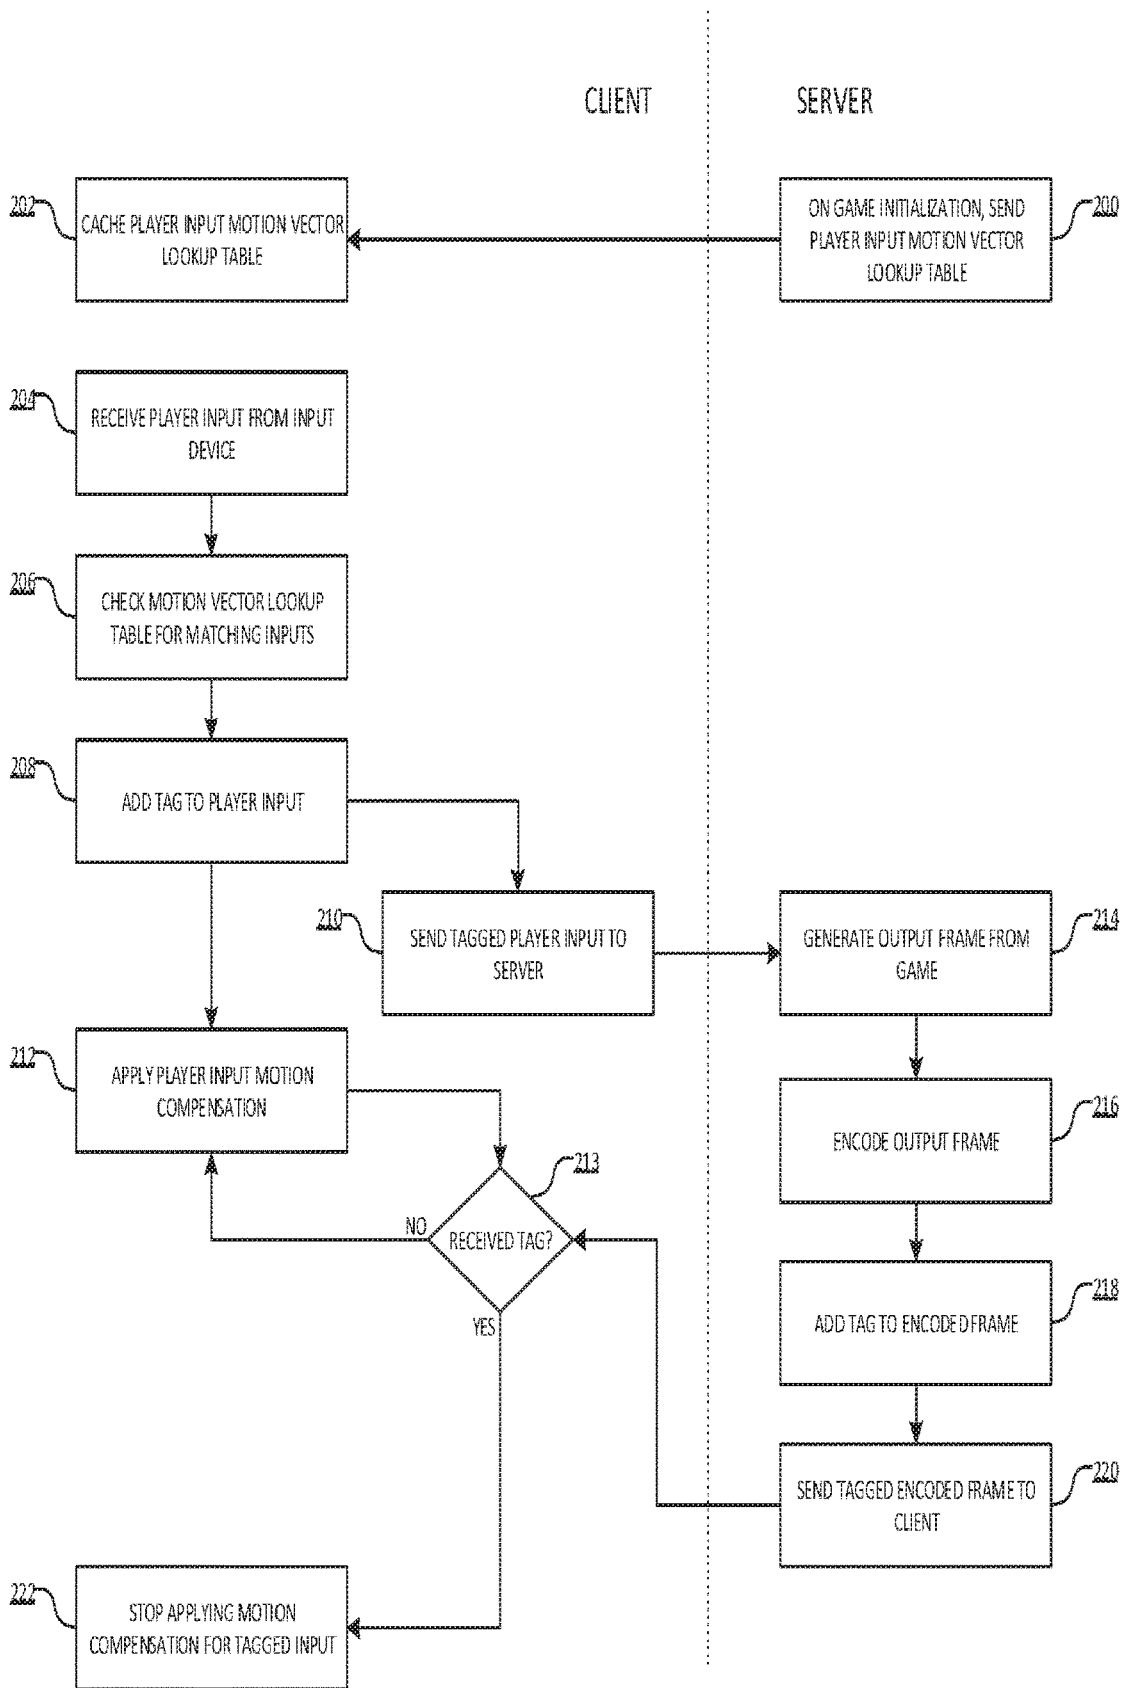 CLIENT
SERVER
202
CACHE PLAYER INPUT MOTION VECTOR
LOOKUP TABLE
200
ON GAME INITIALIZATION, SEND
PLAYER INPUT MOTION VECTOR
LOOKUP TABLE
204
RECEIVE PLAYER INPUT FROM INPUT
DEVICE
206
CHECK MOTION VECTOR LOOKUP
TABLE FOR MATCHING INPUTS
208
ADD TAG TO PLAYER INPUT
210
SEND TAGGED PLAYER INPUT TO
SERVER
214
GENERATE OUTPUT FRAME FROM
GAME
212
APPLY PLAYER INPUT MOTION
COMPENSATION
216
ENCODE OUTPUT FRAME
213
RECEIVED TAG?
NO
YES
218
ADD TAG TO ENCODED FRAME
220
SEND TAGGED ENCODED FRAME TO
CLIENT
222
STOP APPLYING MOTION
COMPENSATION FOR TAGGED INPUT